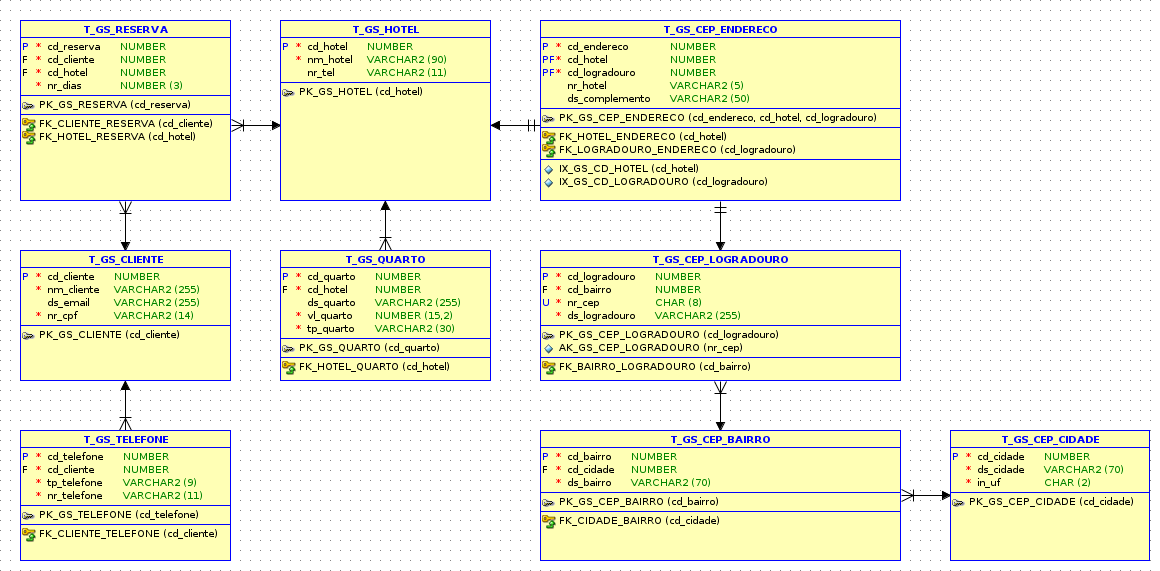 T_GS_RESERVA
P * cd_reserva NUMBER
F * cd_cliente NUMBER
F * cd_hotel NUMBER
* nr_dias NUMBER (3)
PK_GS_RESERVA (cd_reserva)
FK_CLIENTE_RESERVA (cd_cliente)
FK_HOTEL_RESERVA (cd_hotel)
T_GS_HOTEL
P * cd_hotel NUMBER
* nm_hotel VARCHAR2 (90)
nr_tel VARCHAR2 (11)
PK_GS_HOTEL (cd_hotel)
T_GS_CEP_ENDERECO
P * cd_endereco NUMBER
PF* cd_hotel NUMBER
PF* cd_logradouro NUMBER
nr_hotel VARCHAR2 (5)
ds_complemento VARCHAR2 (50)
PK_GS_CEP_ENDERECO (cd_endereco, cd_hotel, cd_logradouro)
FK_HOTEL_ENDERECO (cd_hotel)
FK_LOGRADOURO_ENDERECO (cd_logradouro)
IX_GS_CD_HOTEL (cd_hotel)
IX_GS_CD_LOGRADOURO (cd_logradouro)
T_GS_CLIENTE
P * cd_cliente NUMBER
* nm_cliente VARCHAR2 (255)
ds_email VARCHAR2 (255)
* nr_cpf VARCHAR2 (14)
PK_GS_CLIENTE (cd_cliente)
T_GS_QUARTO
P * cd_quarto NUMBER
F * cd_hotel NUMBER
ds_quarto VARCHAR2 (255)
* vl_quarto NUMBER (15,2)
* tp_quarto VARCHAR2 (30)
PK_GS_QUARTO (cd_quarto)
FK_HOTEL_QUARTO (cd_hotel)
T_GS_CEP_LOGRADOURO
P * cd_logradouro NUMBER
F * cd_bairro NUMBER
U * nr_cep CHAR (8)
* ds_logradouro VARCHAR2 (255)
PK_GS_CEP_LOGRADOURO (cd_logradouro)
AK_GS_CEP_LOGRADOURO (nr_cep)
FK_BAIRRO_LOGRADOURO (cd_bairro)
T_GS_TELEFONE
P * cd_telefone NUMBER
F * cd_cliente NUMBER
* tp_telefone VARCHAR2 (9)
* nr_telefone VARCHAR2 (11)
PK_GS_TELEFONE (cd_telefone)
FK_CLIENTE_TELEFONE (cd_cliente)
T_GS_CEP_BAIRRO
P * cd_bairro NUMBER
F * cd_cidade NUMBER
* ds_bairro VARCHAR2 (70)
PK_GS_CEP_BAIRRO (cd_bairro)
FK_CIDADE_BAIRRO (cd_cidade)
T_GS_CEP_CIDADE
P * cd_cidade NUMBER
* ds_cidade VARCHAR2 (70)
* in_uf CHAR (2)
PK_GS_CEP_CIDADE (cd_cidade)